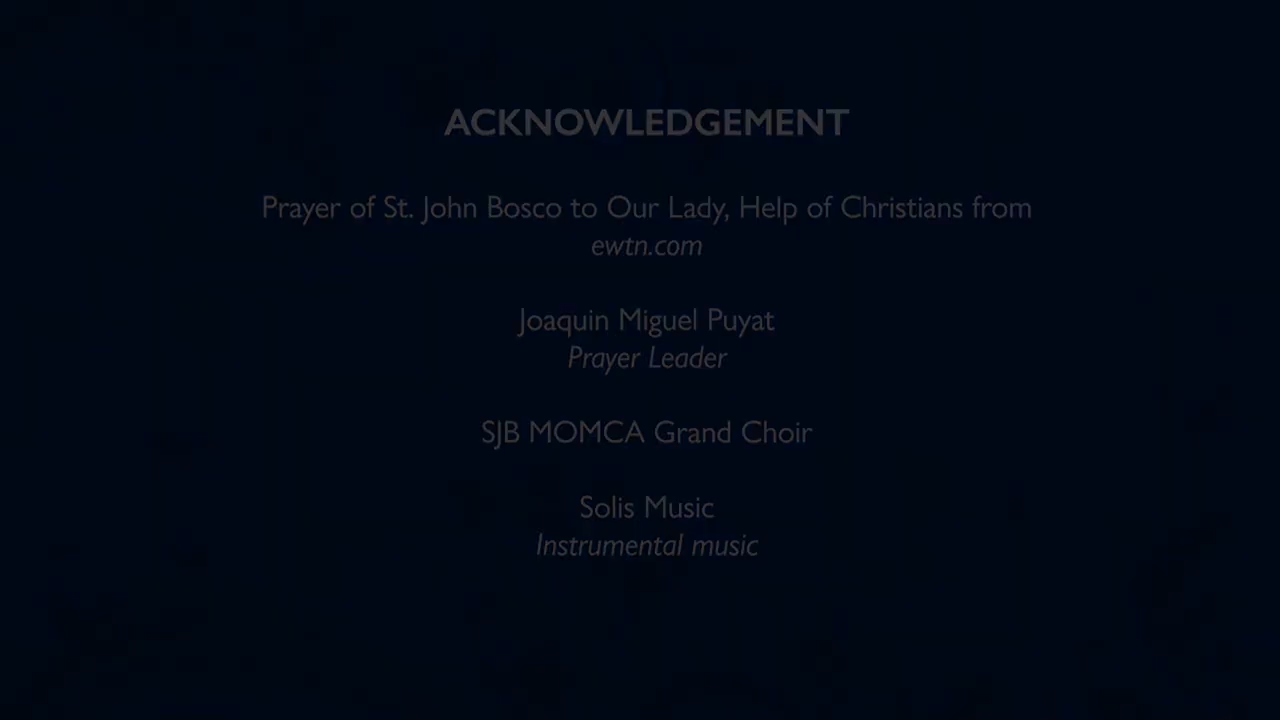 ACKNOWLEDGEMENT
Prayer of St. John Bosco to Our Lady, Help of Christians from
ewtn.com
Joaquin Miguel Puyat
Prayer Leader
SJB MOMCA Grand Choir
Solis Music
Instrumental music